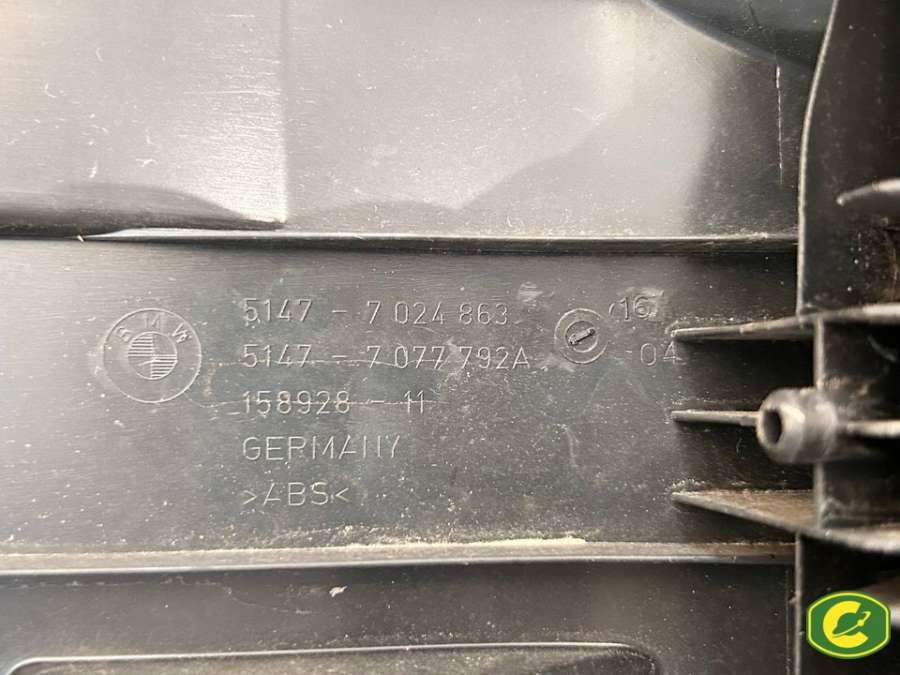 BMW
5147 - 7 024 863
16
5147 - 7 077 792A
04
158928 - 11
GERMANY
>ABS<